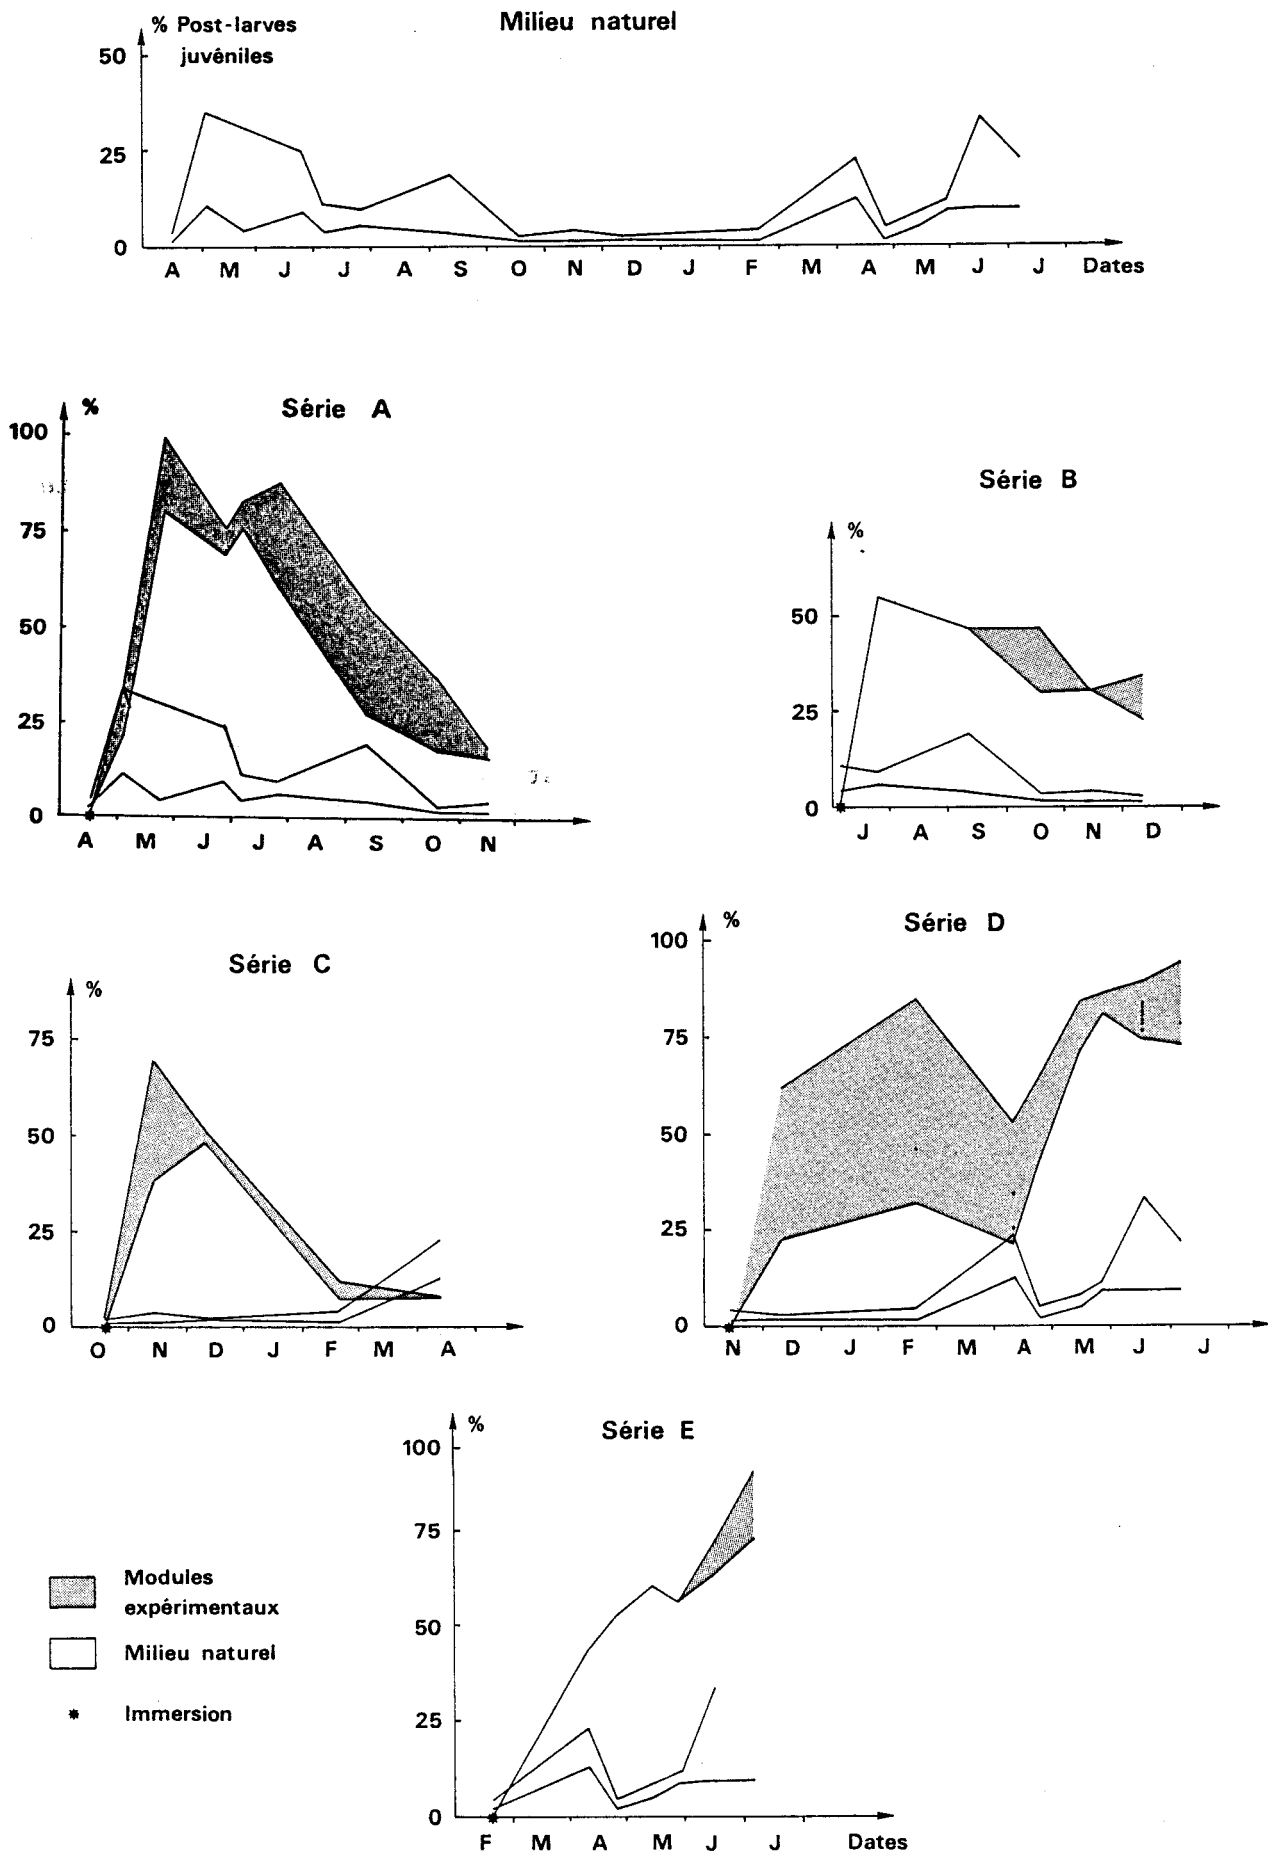 Milieu naturel
% Post-larves
juvéniles
50
25
0
A M J J A S O N D J F M A M J J Dates
Série A
%
100
75
50
25
0
A M J J A S O N
Série B
%
50
25
0
J A S O N D
Série C
%
75
50
25
0
O N D J F M A
Série D
%
100
75
50
25
0
N D J F M A M J J
Série E
%
100
75
50
25
0
F M A M J J Dates
Modules
expérimentaux
Milieu naturel
* Immersion